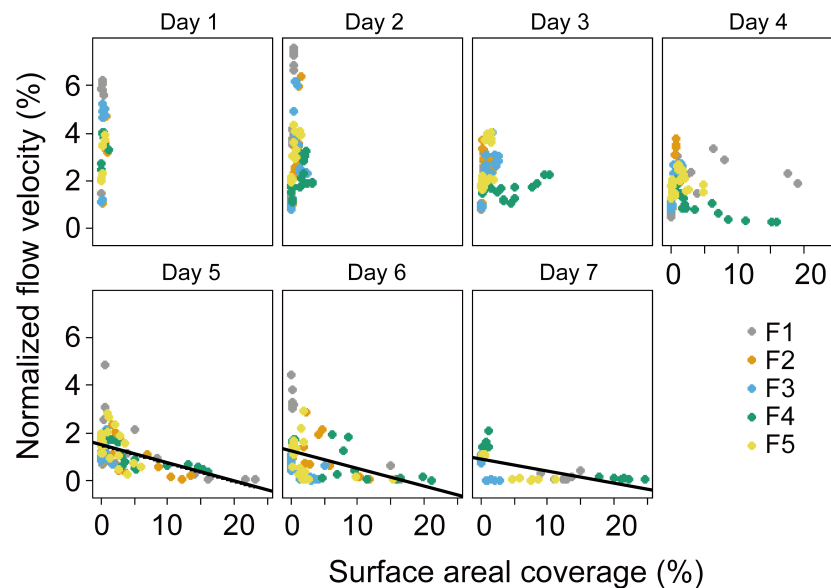 Day 1 Day 2 Day 3 Day 4
6
4
2
0
0 10 20
Day 5 Day 6 Day 7
6
4
2
0
0 10 20 0 10 20 0 10 20
F1
F2
F3
F4
F5
Normalized flow velocity (%)
Surface areal coverage (%)